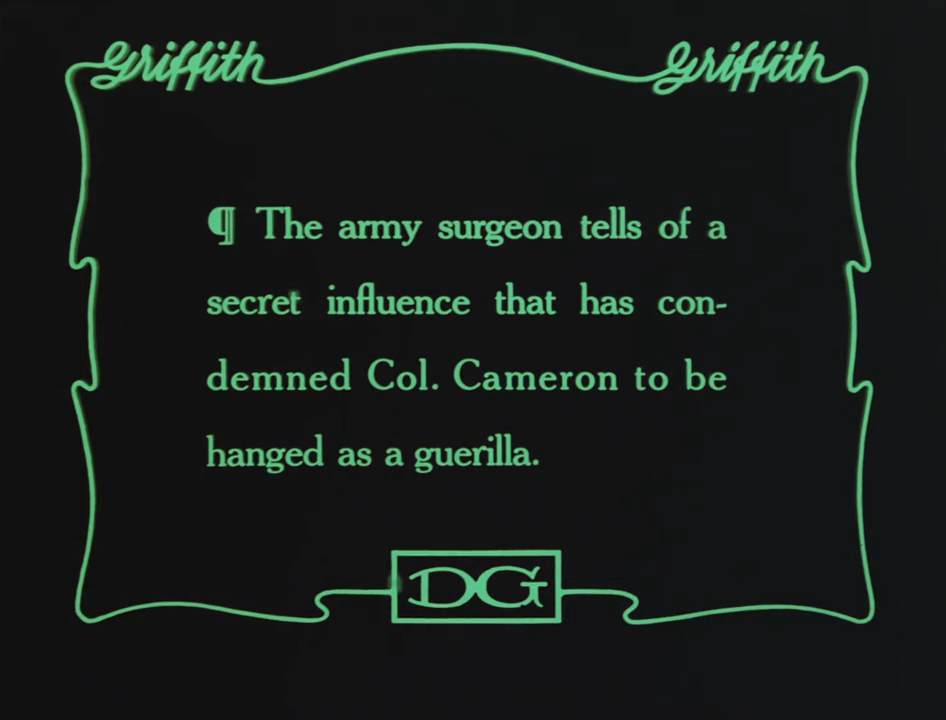 Griffith Griffith
¶ The army surgeon tells of a
secret influence that has con-
demned Col. Cameron to be
hanged as a guerilla.
DG